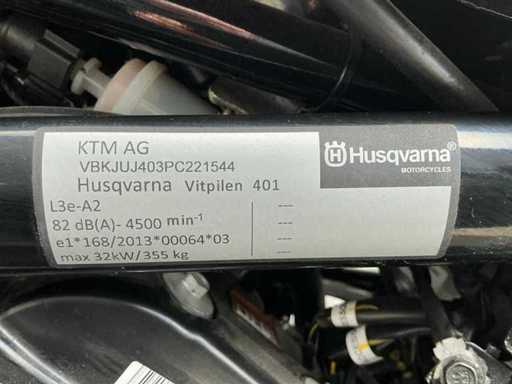 KTM AG
VBKJUJ403PC221544
Husqvarna Vitpilen 401
L3e-A2 ---
82 dB(A)- 4500 min⁻¹ ---
e1*168/2013*00064*03 ---
max 32kW/355 kg ---
Husqvarna
MOTORCYCLES